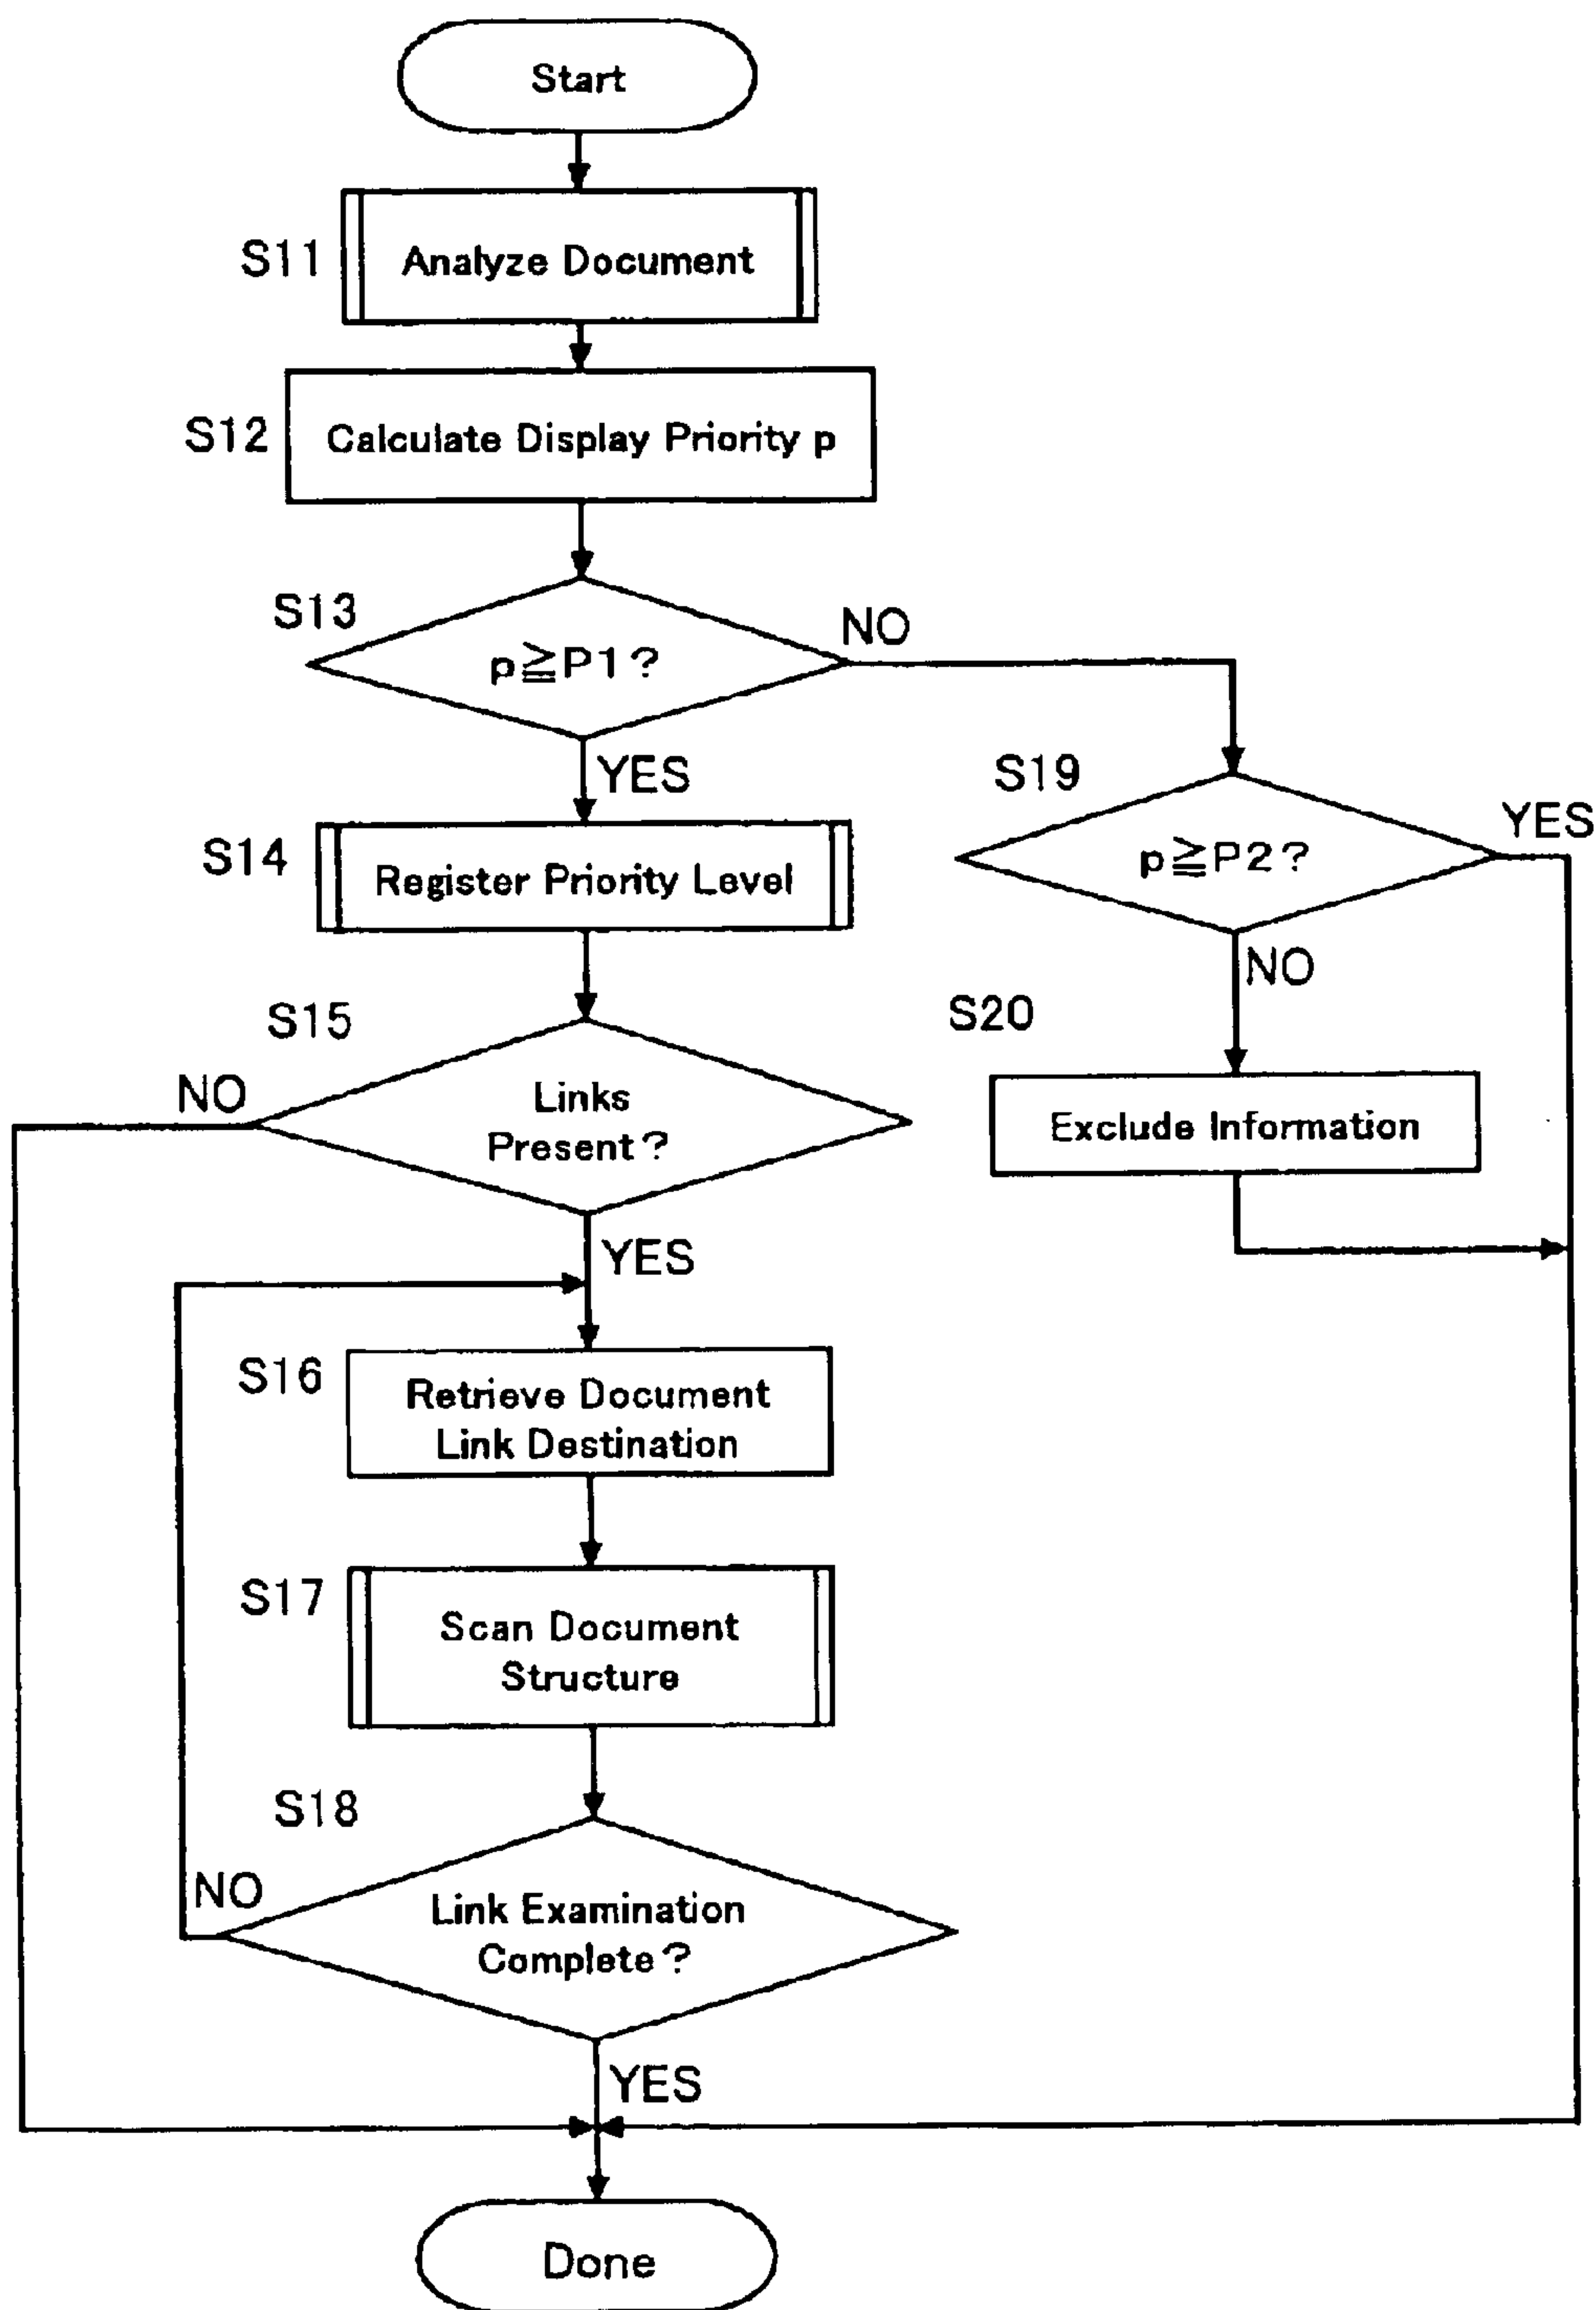 Start
S11
Analyze Document
S12
Calculate Display Priority p
S13
p≧P1?
NO
YES
S14
Register Priority Level
S19
p≧P2?
YES
NO
S20
Exclude Information
S15
Links
Present?
NO
YES
S16
Retrieve Document
Link Destination
S17
Scan Document
Structure
S18
Link Examination
Complete?
NO
YES
Done